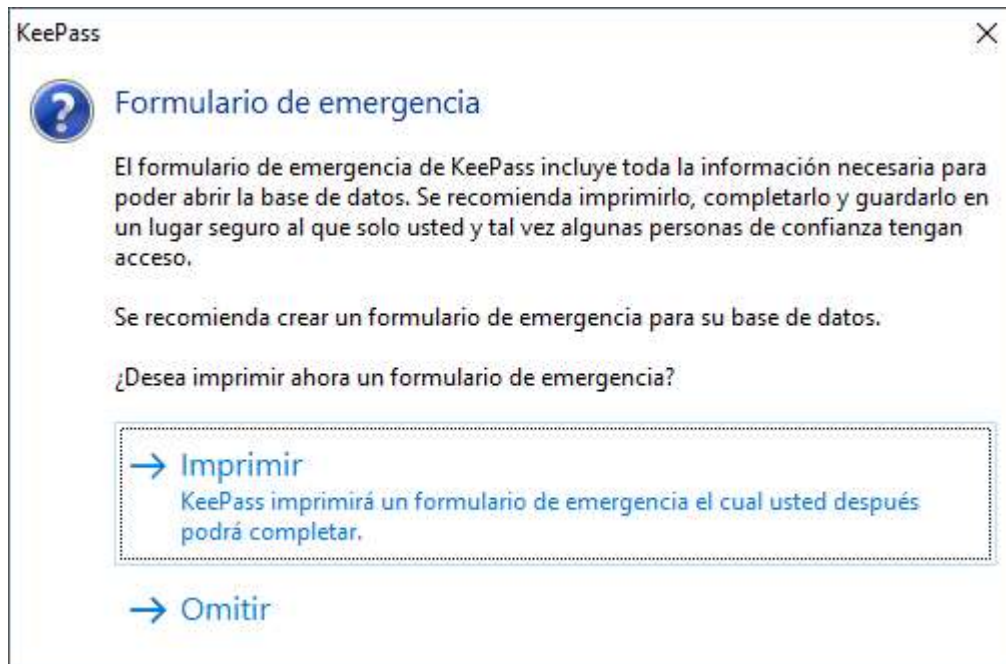 KeePass
Formulario de emergencia
El formulario de emergencia de KeePass incluye toda la información necesaria para
poder abrir la base de datos. Se recomienda imprimirlo, completarlo y guardarlo en
un lugar seguro al que solo usted y tal vez algunas personas de confianza tengan
acceso.
Se recomienda crear un formulario de emergencia para su base de datos.
¿Desea imprimir ahora un formulario de emergencia?
Imprimir
KeePass imprimirá un formulario de emergencia el cual usted después
podrá completar.
Omitir